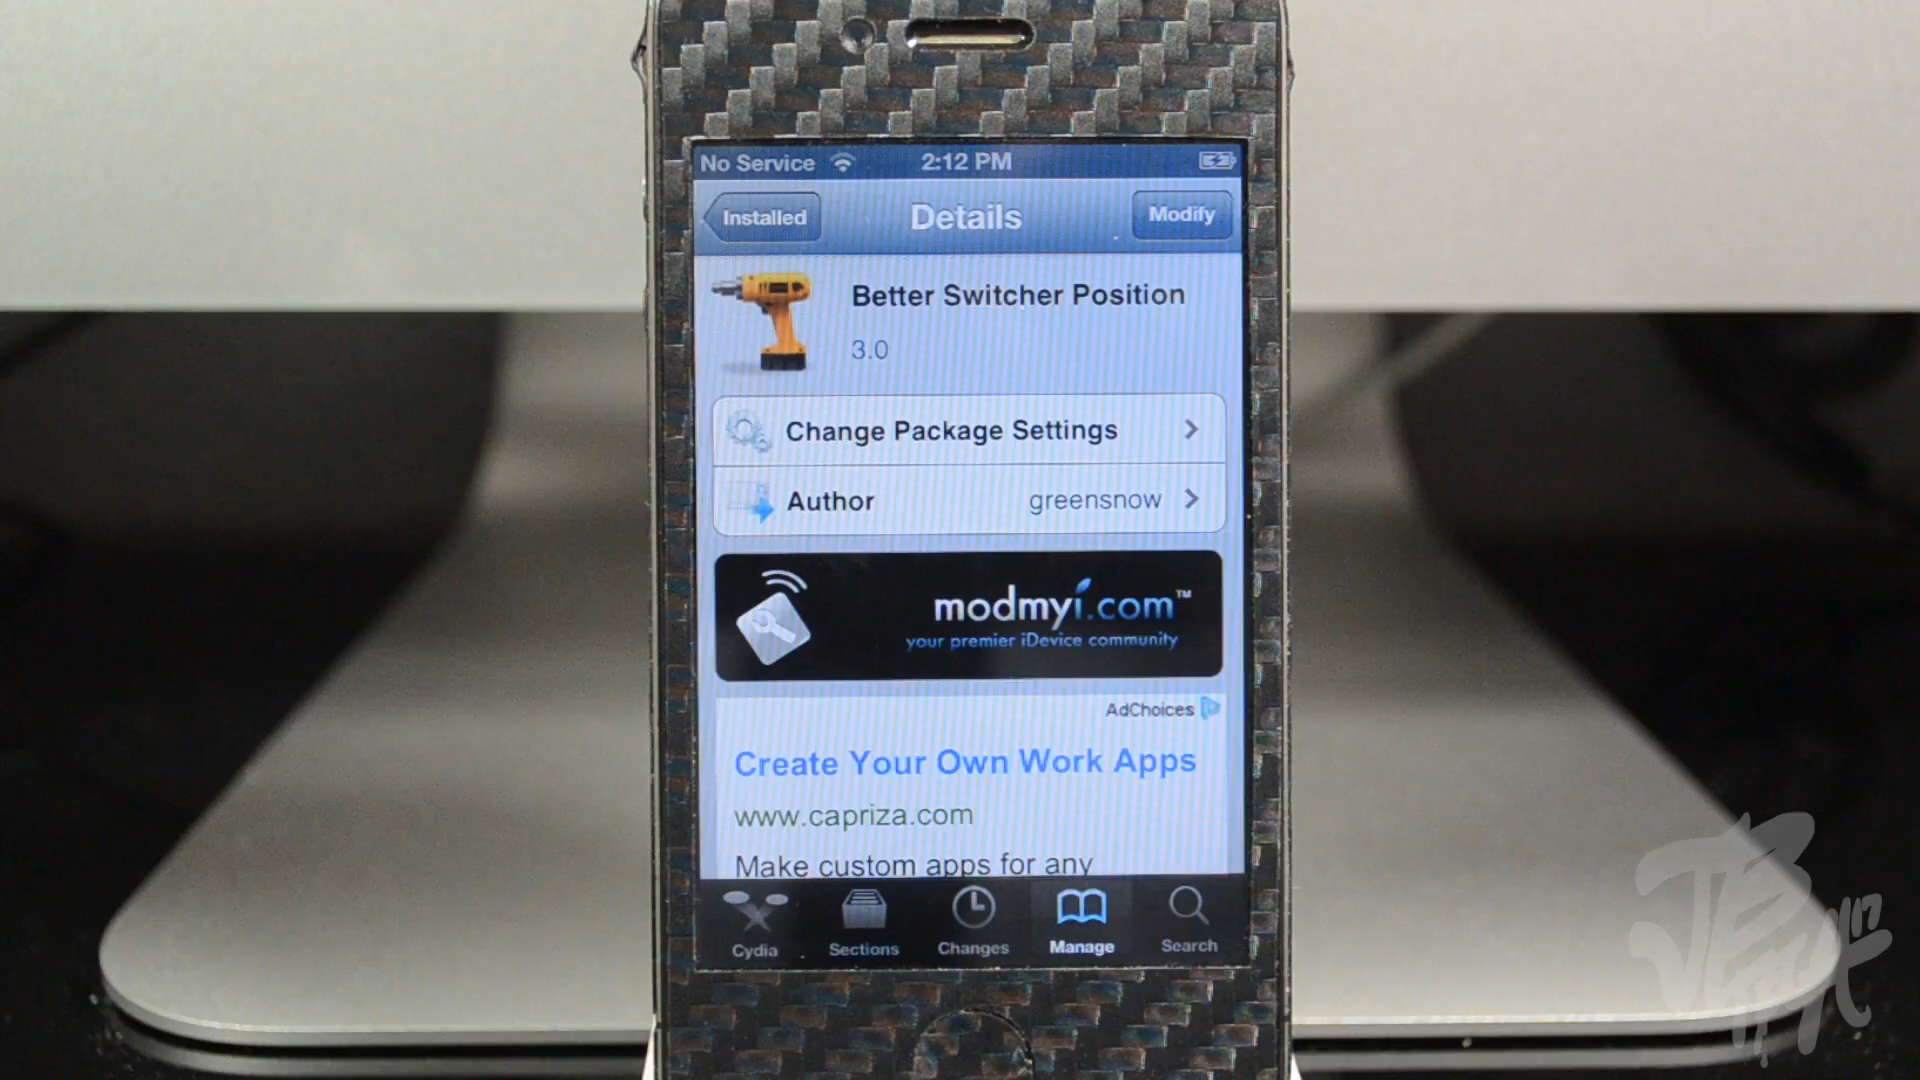 No Service
2:12 PM
Installed
Details
Modify
Better Switcher Position
3.0
Change Package Settings
Author
greensnow
modmyi.com™
your premier iDevice community
AdChoices
Create Your Own Work Apps
www.capriza.com
Make custom apps for any
Cydia
Sections
Changes
Manage
Search